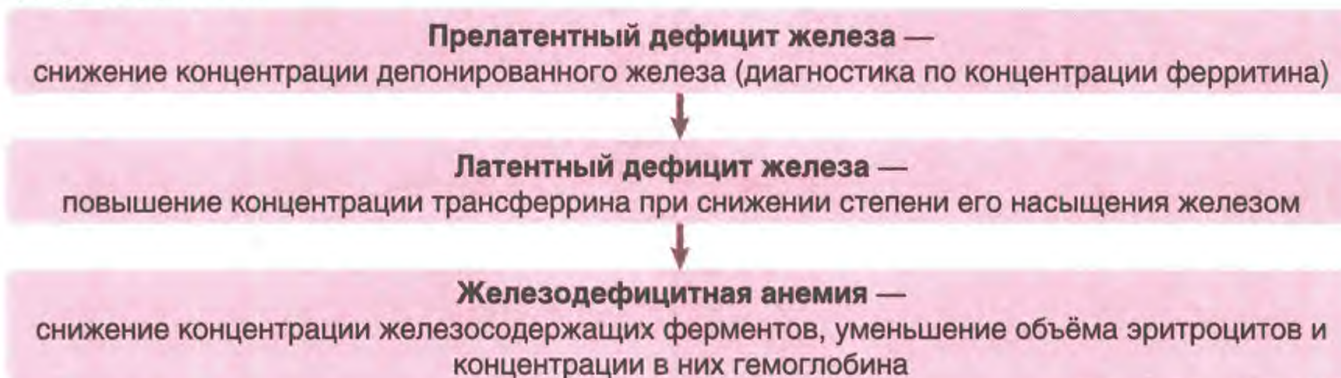 Прелатентный дефицит железа —
снижение концентрации депонированного железа (диагностика по концентрации ферритина)
Латентный дефицит железа —
повышение концентрации трансферрина при снижении степени его насыщения железом
Железодефицитная анемия —
снижение концентрации железосодержащих ферментов, уменьшение объёма эритроцитов и
концентрации в них гемоглобина